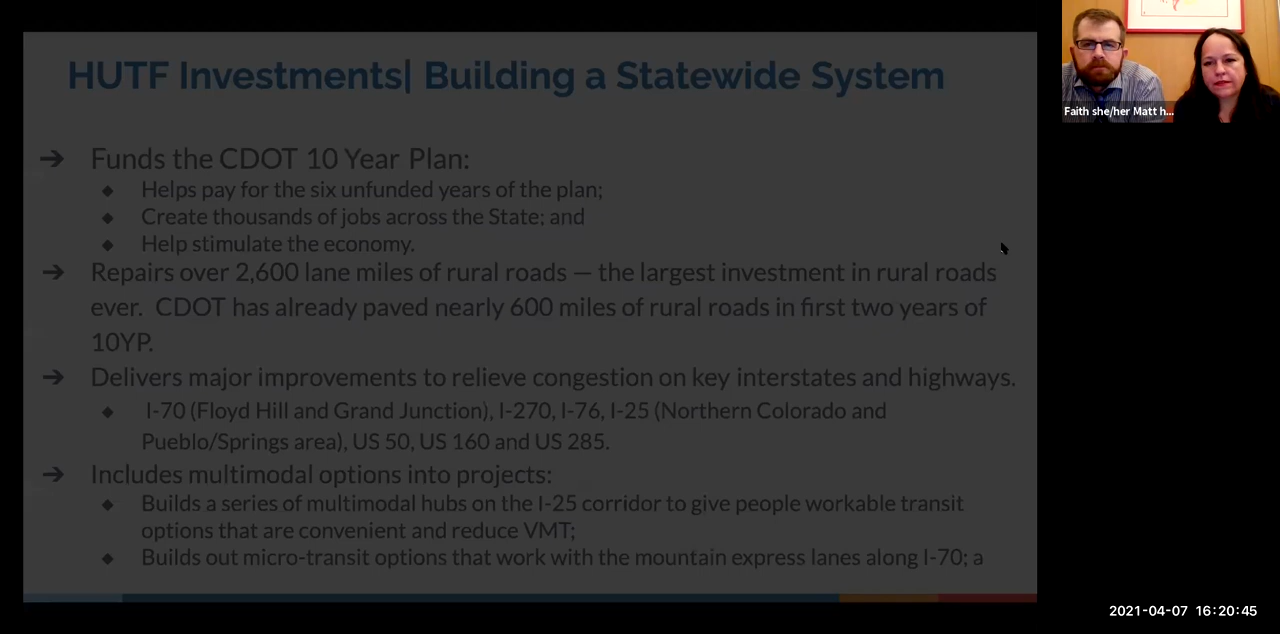 HUTF Investments| Building a Statewide System
➔ Funds the CDOT 10 Year Plan:
◆ Helps pay for the six unfunded years of the plan;
◆ Create thousands of jobs across the State; and
◆ Help stimulate the economy.
➔ Repairs over 2,600 lane miles of rural roads — the largest investment in rural roads
ever. CDOT has already paved nearly 600 miles of rural roads in first two years of
10YP.
➔ Delivers major improvements to relieve congestion on key interstates and highways.
◆ I-70 (Floyd Hill and Grand Junction), I-270, I-76, I-25 (Northern Colorado and
Pueblo/Springs area), US 50, US 160 and US 285.
➔ Includes multimodal options into projects:
◆ Builds a series of multimodal hubs on the I-25 corridor to give people workable transit
options that are convenient and reduce VMT;
◆ Builds out micro-transit options that work with the mountain express lanes along I-70; a
Faith she/her Matt h...
2021-04-07 16:20:45